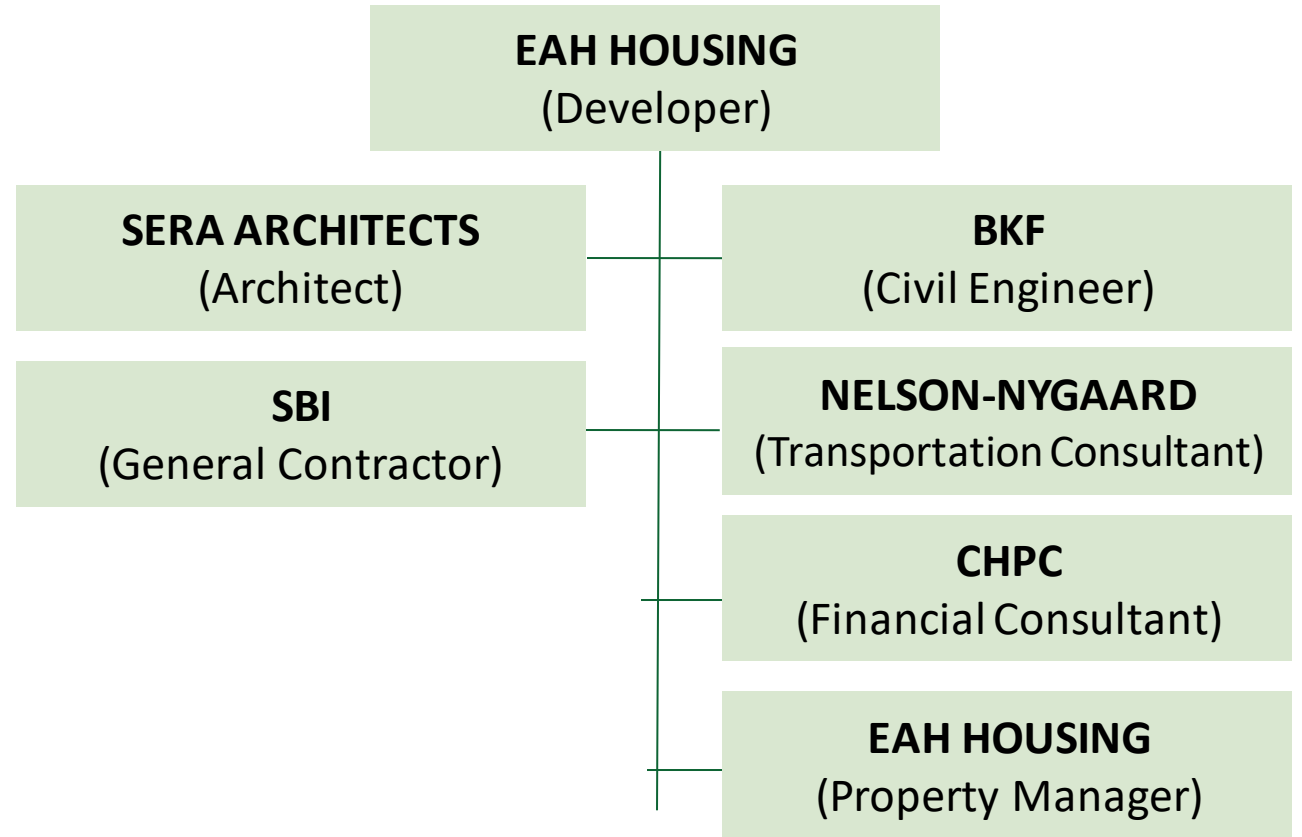 EAH HOUSING
(Developer)
SERA ARCHITECTS
(Architect)
BKF
(Civil Engineer)
SBI
(General Contractor)
NELSON-NYGAARD
(Transportation Consultant)
CHPC
(Financial Consultant)
EAH HOUSING
(Property Manager)